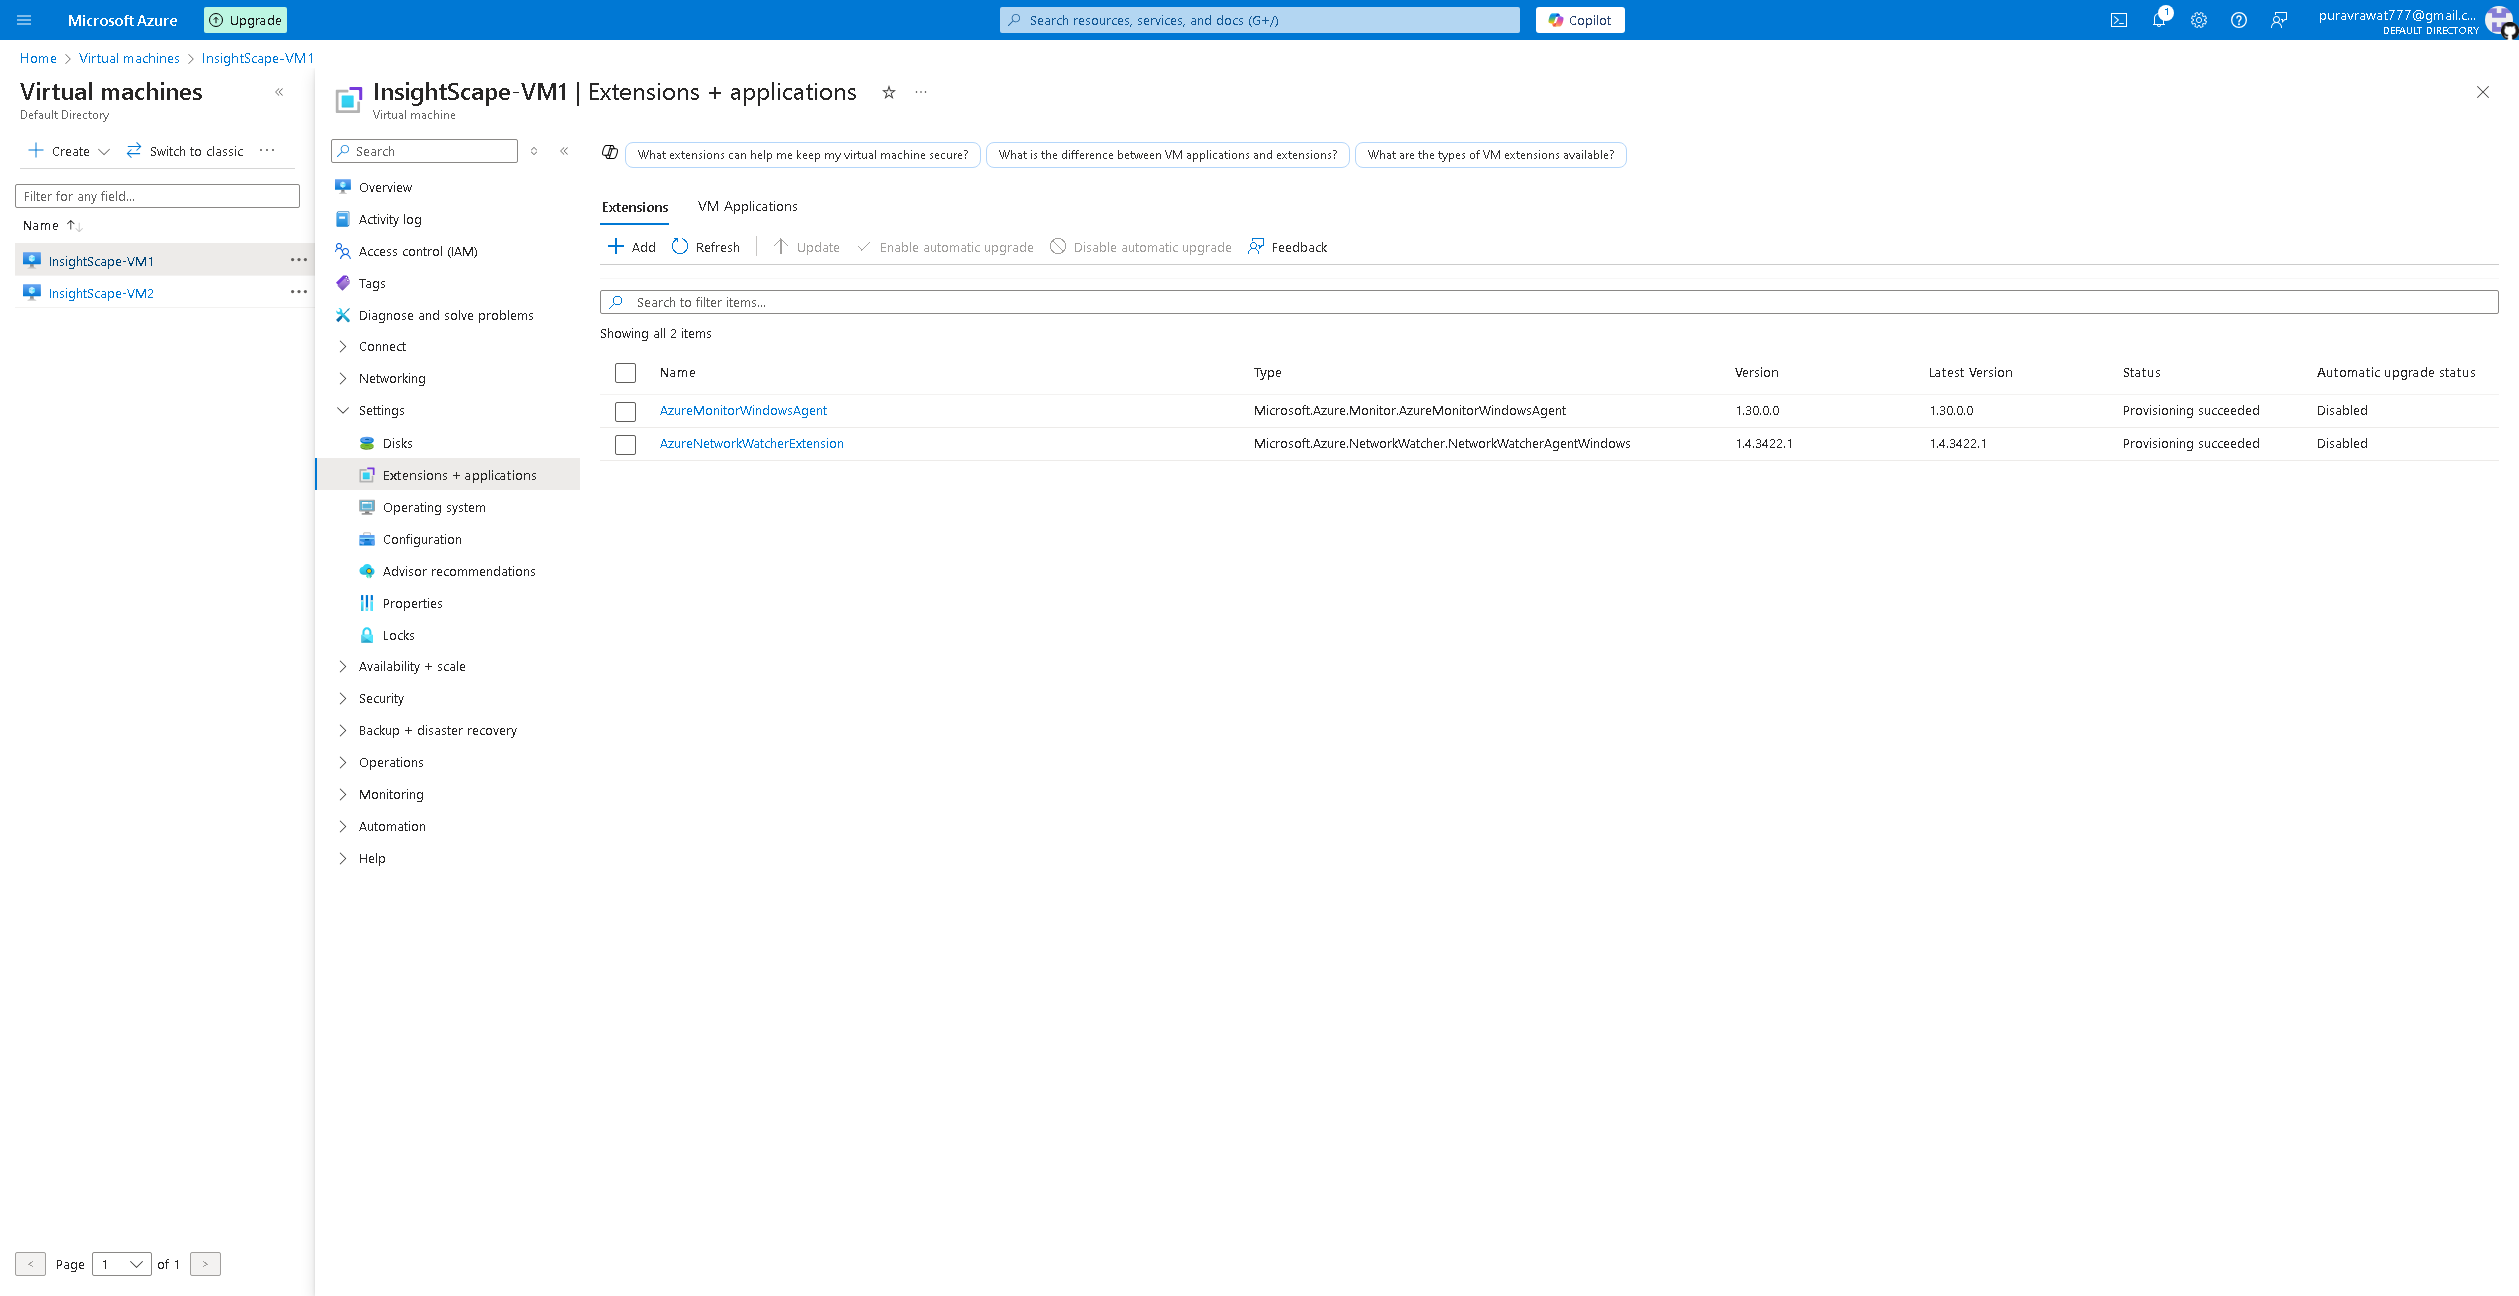 Microsoft Azure
Upgrade
Search resources, services, and docs (G+/)
Copilot
1
puravrawat777@gmail.c...
DEFAULT DIRECTORY
Home > Virtual machines > InsightScape-VM1
Virtual machines
Default Directory
Create
Switch to classic
Filter for any field...
Name
InsightScape-VM1
InsightScape-VM2
< Page 1 of 1 >
InsightScape-VM1 | Extensions + applications
Virtual machine
Search
Overview
Activity log
Access control (IAM)
Tags
Diagnose and solve problems
Connect
Networking
Settings
Disks
Extensions + applications
Operating system
Configuration
Advisor recommendations
Properties
Locks
Availability + scale
Security
Backup + disaster recovery
Operations
Monitoring
Automation
Help
What extensions can help me keep my virtual machine secure? What is the difference between VM applications and extensions? What are the types of VM extensions available?
Extensions VM Applications
Add Refresh Update Enable automatic upgrade Disable automatic upgrade Feedback
Search to filter items...
Showing all 2 items
Name Type Version Latest Version Status Automatic upgrade status
AzureMonitorWindowsAgent Microsoft.Azure.Monitor.AzureMonitorWindowsAgent 1.30.0.0 1.30.0.0 Provisioning succeeded Disabled
AzureNetworkWatcherExtension Microsoft.Azure.NetworkWatcher.NetworkWatcherAgentWindows 1.4.3422.1 1.4.3422.1 Provisioning succeeded Disabled